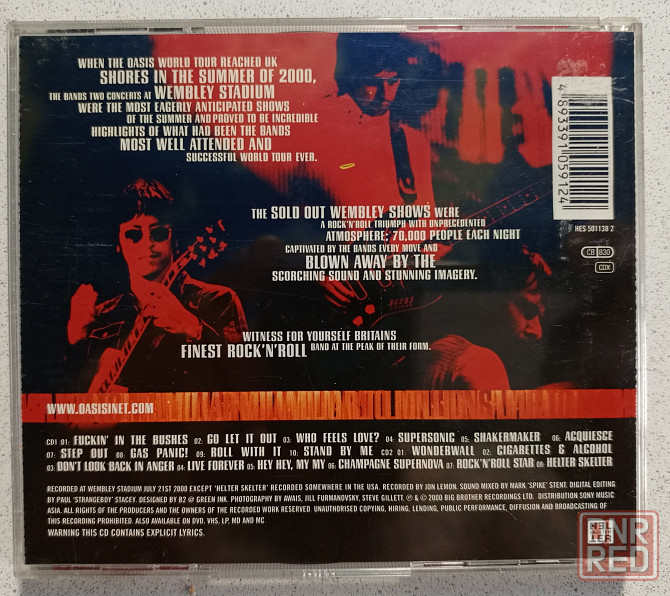 WHEN THE OASIS WORLD TOUR REACHED UK
SHORES IN THE SUMMER OF 2000,
THE BANDS TWO CONCERTS AT WEMBLEY STADIUM
WERE THE MOST EAGERLY ANTICIPATED SHOWS
OF THE SUMMER AND PROVED TO BE INCREDIBLE
HIGHLIGHTS OF WHAT HAD BEEN THE BANDS
MOST WELL ATTENDED AND
SUCCESSFUL WORLD TOUR EVER.
4 893391 059124
HES 501138 2
CB 830
CDX
THE SOLD OUT WEMBLEY SHOWS WERE
A ROCK'N'ROLL TRIUMPH WITH UNPRECEDENTED
ATMOSPHERE; 70,000 PEOPLE EACH NIGHT
CAPTIVATED BY THE BANDS EVERY MOVE AND
BLOWN AWAY BY THE
SCORCHING SOUND AND STUNNING IMAGERY.
WITNESS FOR YOURSELF BRITAINS
FINEST ROCK'N'ROLL BAND AT THE PEAK OF THEIR FORM.
WWW.OASISINET.COM
CD1 01: FUCKIN' IN THE BUSHES 02: GO LET IT OUT 03: WHO FEELS LOVE? 04: SUPERSONIC 05: SHAKERMAKER 06: ACQUIESCE
07: STEP OUT 08: GAS PANIC! 09: ROLL WITH IT 10: STAND BY ME CD2 01: WONDERWALL 02: CIGARETTES & ALCOHOL
03: DON'T LOOK BACK IN ANGER 04: LIVE FOREVER 05: HEY HEY, MY MY 06: CHAMPAGNE SUPERNOVA 07: ROCK'N'ROLL STAR 08: HELTER SKELTER
RECORDED AT WEMBLEY STADIUM JULY 21ST 2000 EXCEPT 'HELTER SKELTER' RECORDED SOMEWHERE IN THE USA. RECORDED BY JON LEMON. SOUND MIXED BY MARK 'SPIKE' STENT. DIGITAL EDITING
BY PAUL 'STRANGEBOY' STACEY. DESIGNED BY B2 @ GREEN INK. PHOTOGRAPHY BY AWAIS, JILL FURMANOVSKY, STEVE GILLETT. ℗ & © 2000 BIG BROTHER RECORDINGS LTD. DISTRIBUTION SONY MUSIC
ASIA. ALL RIGHTS OF THE PRODUCERS AND THE OWNERS OF THE RECORDED WORK RESERVED. UNAUTHORISED COPYING, HIRING, LENDING, PUBLIC PERFORMANCE, DIFFUSION AND BROADCASTING OF
THIS RECORDING PROHIBITED. ALSO AVAILABLE ON DVD, VHS, LP, MD AND MC
WARNING THIS CD CONTAINS EXPLICIT LYRICS.
UNR
RED